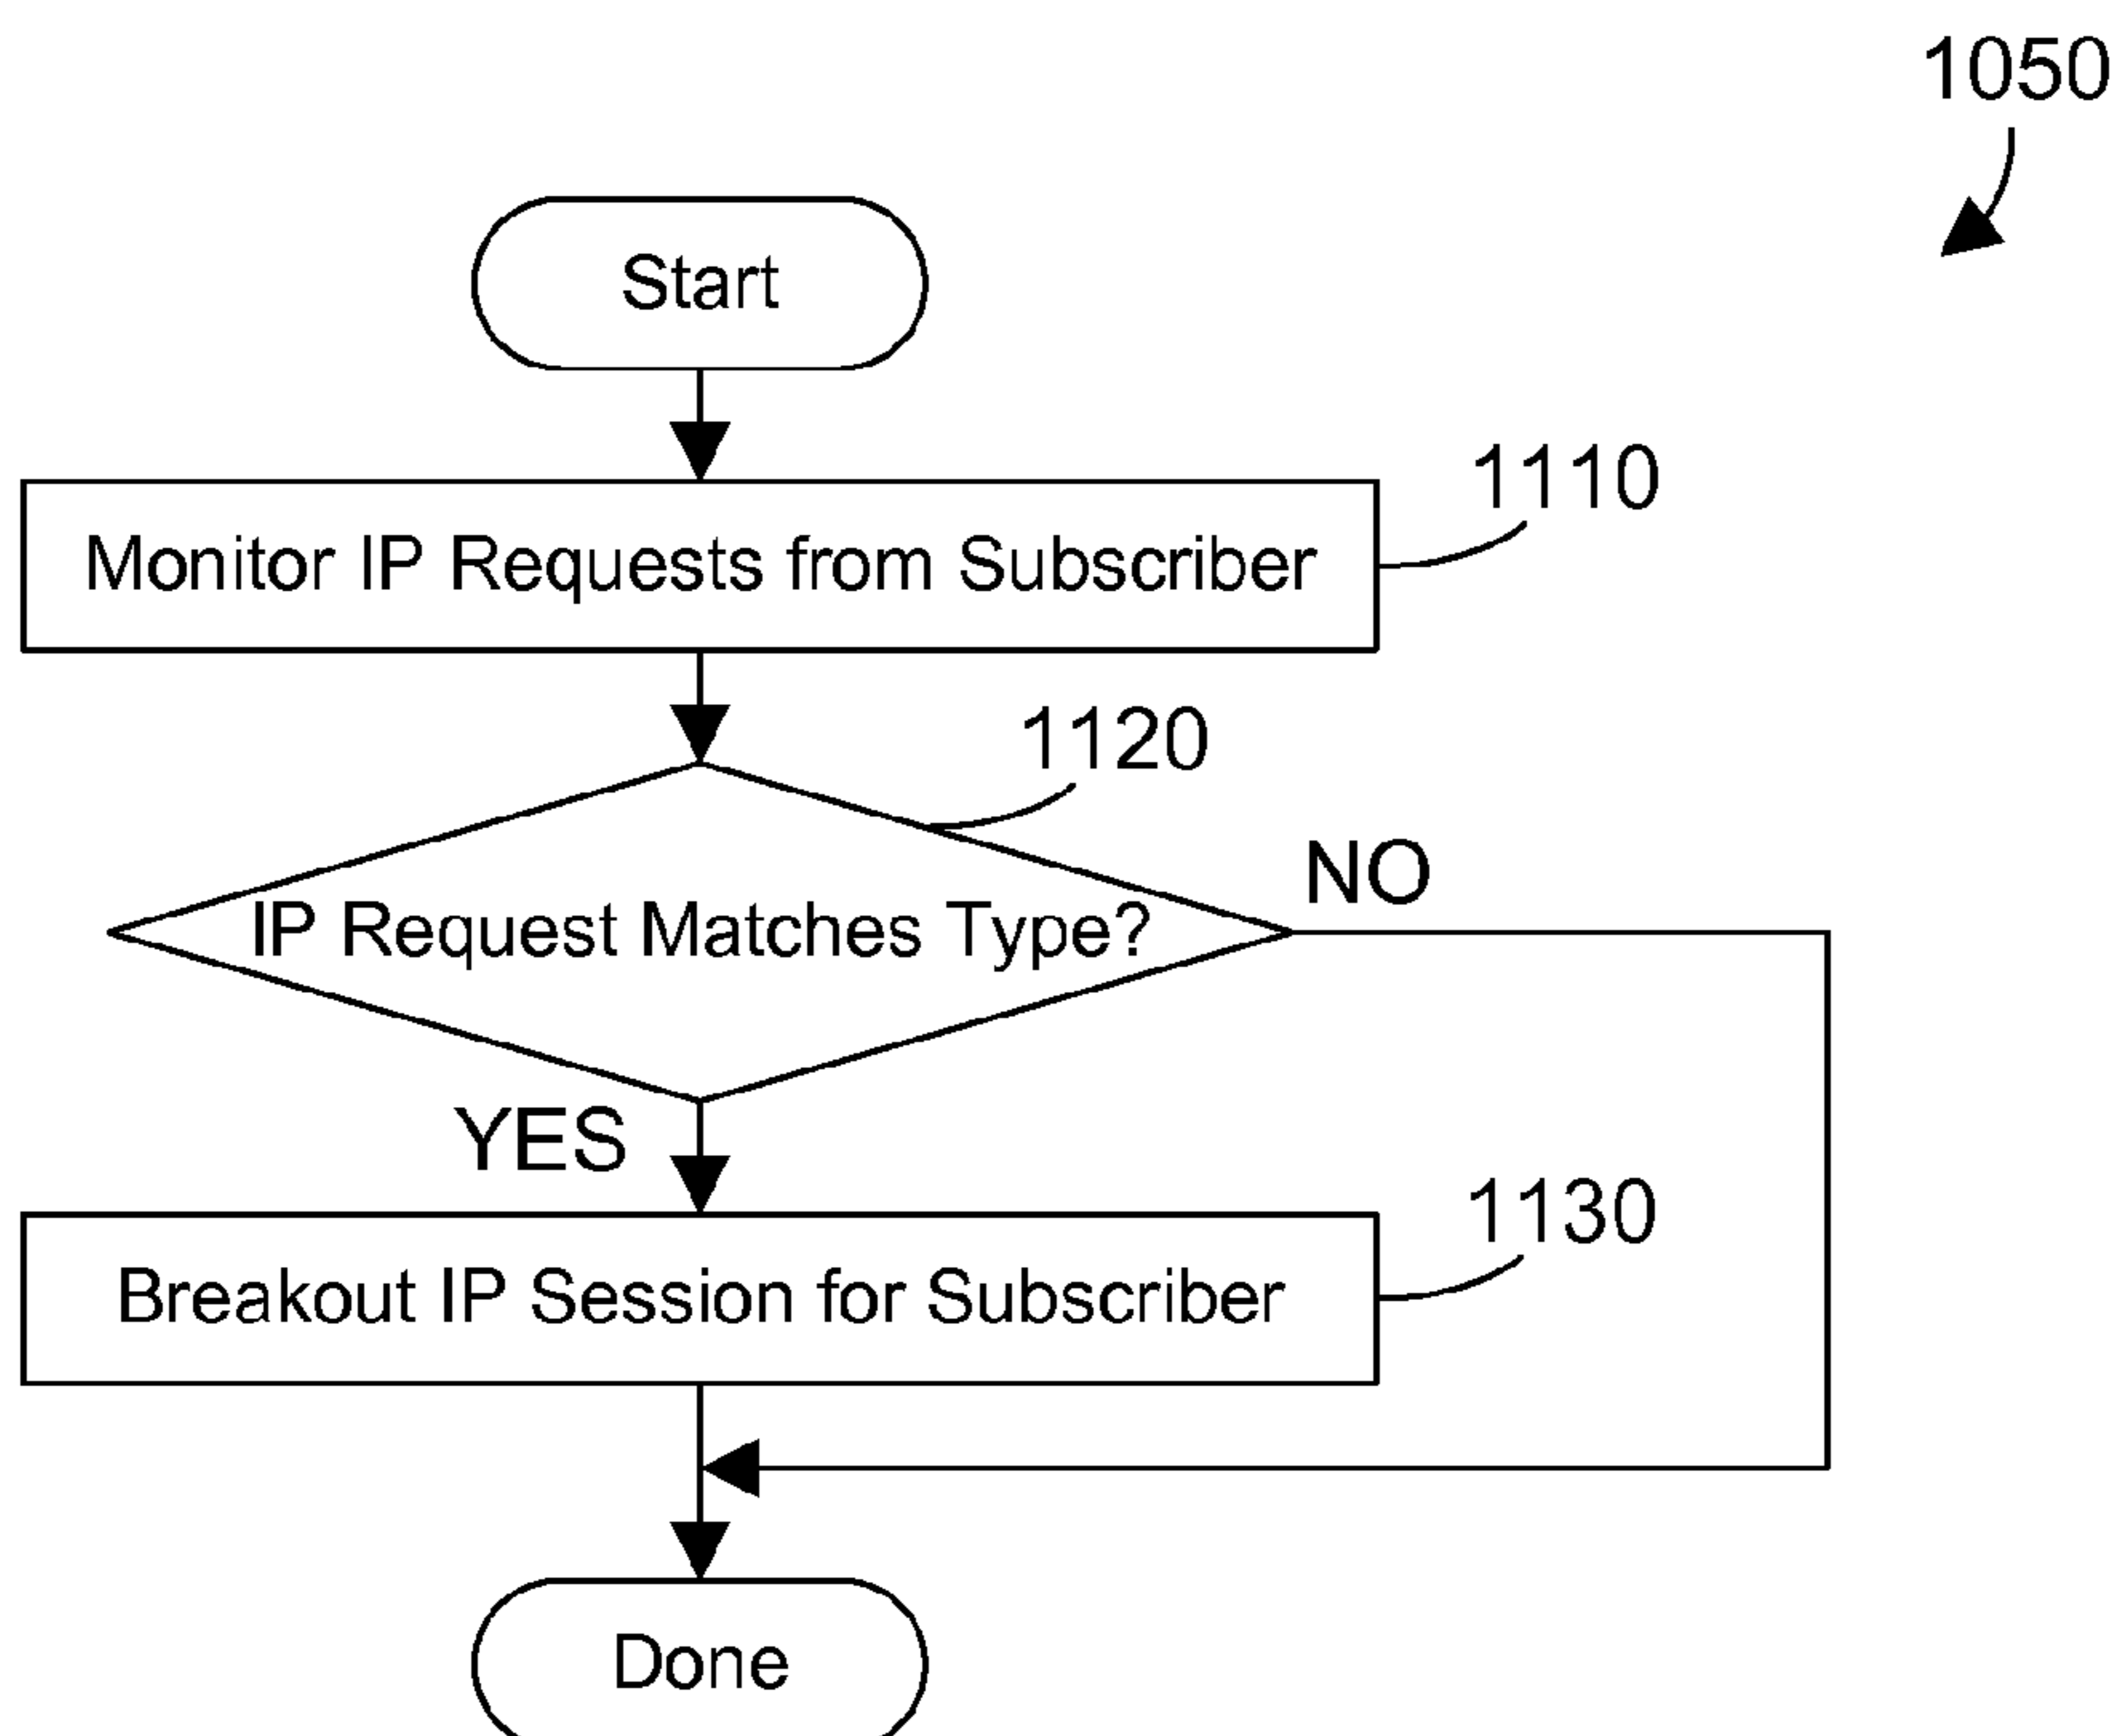 1050
Start
1110
Monitor IP Requests from Subscriber
1120
NO
IP Request Matches Type?
YES
1130
Breakout IP Session for Subscriber
Done